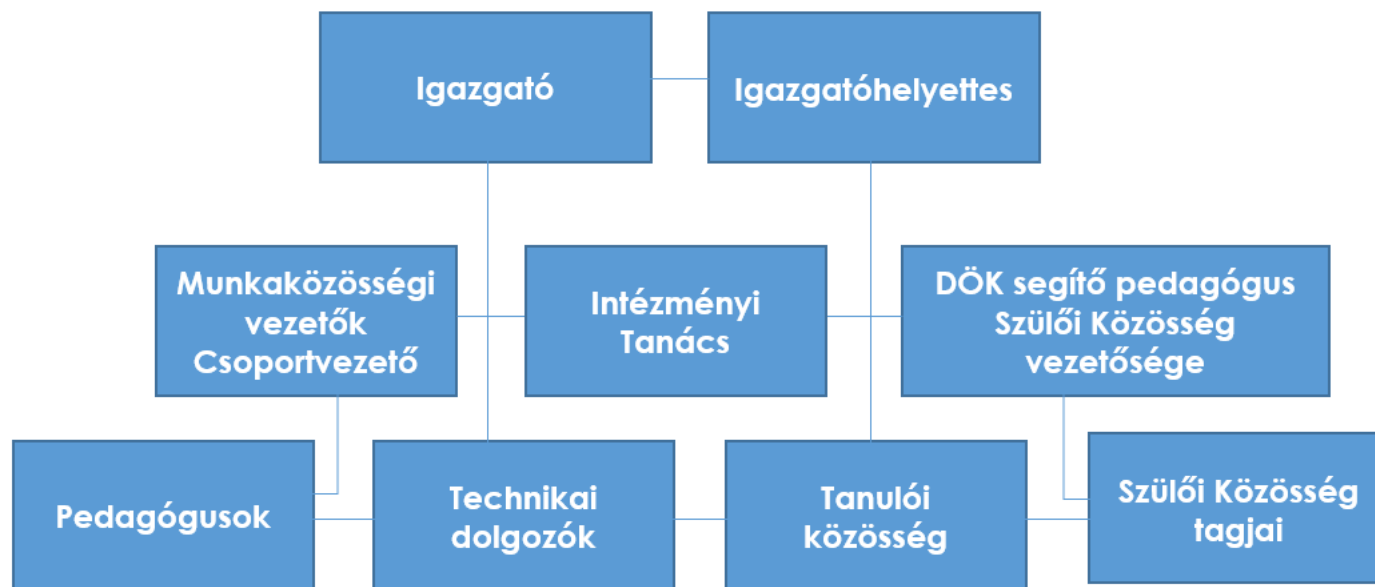 Igazgató
Igazgatóhelyettes
Munkaközösségi
vezetők
Csoportvezető
Intézményi
Tanács
DÖK segítő pedagógus
Szülői Közösség
vezetősége
Pedagógusok
Technikai
dolgozók
Tanulói
közösség
Szülői Közösség
tagjai